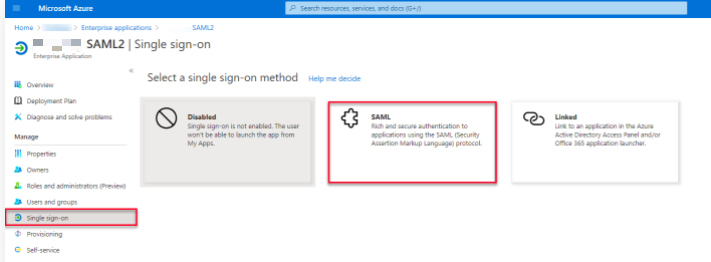 Microsoft Azure
Search resources, services, and docs (G+/)
Home > > Enterprise applications > SAML2
SAML2 | Single sign-on
Enterprise Application
«
Select a single sign-on method Help me decide
Overview
Deployment Plan
Diagnose and solve problems
Manage
Properties
Owners
Roles and administrators (Preview)
Users and groups
Single sign-on
Provisioning
Self-service
Disabled
Single sign-on is not enabled. The user
won't be able to launch the app from
My Apps.
SAML
Rich and secure authentication to
applications using the SAML (Security
Assertion Markup Language) protocol.
Linked
Link to an application in the Azure
Active Directory Access Panel and/or
Office 365 application launcher.